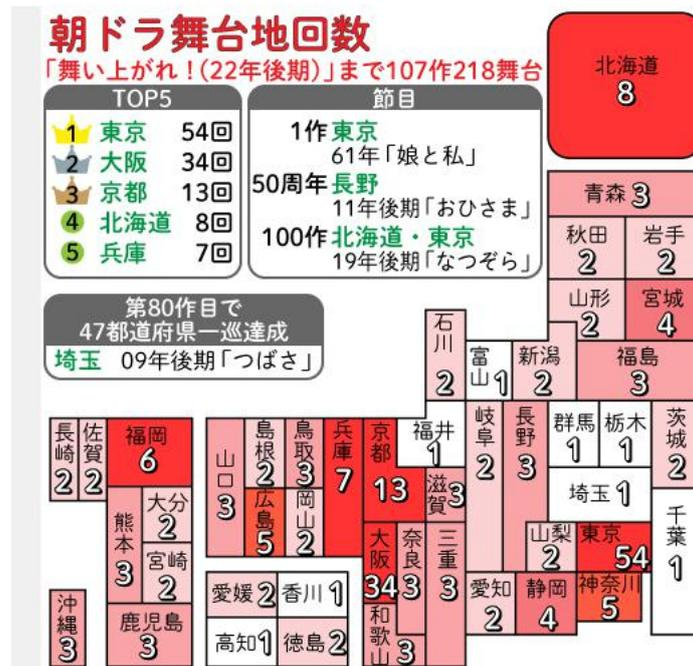 朝ドラ舞台地回数
「舞い上がれ!(22年後期)」まで107作218舞台
TOP5
1 東京 54回
2 大阪 34回
3 京都 13回
4 北海道 8回
5 兵庫 7回
節目
1作 東京
61年「娘と私」
50周年 長野
11年後期「おひさま」
100作 北海道・東京
19年後期「なつぞら」
第80作目で
47都道府県一巡達成
埼玉 09年後期「つばさ」
北海道
8
青森 3
秋田
2
岩手
2
山形
2
宮城
4
石川
2
富山 1
新潟
2
福島
3
長崎
2
佐賀
2
福岡
6
山口
3
島根
2
鳥取
3
兵庫
7
京都
13
福井
1
岐阜
2
長野
3
群馬
1
栃木
1
茨城
2
滋賀 3
埼玉 1
千葉
1
熊本
3
大分
2
宮崎
2
広島
5
岡山
2
大阪
34
奈良
3
三重
3
山梨
2
東京
54
愛媛 2
香川 1
愛知
2
静岡
4
神奈川
5
沖縄
3
鹿児島
3
高知 1
徳島 2
和歌山 3